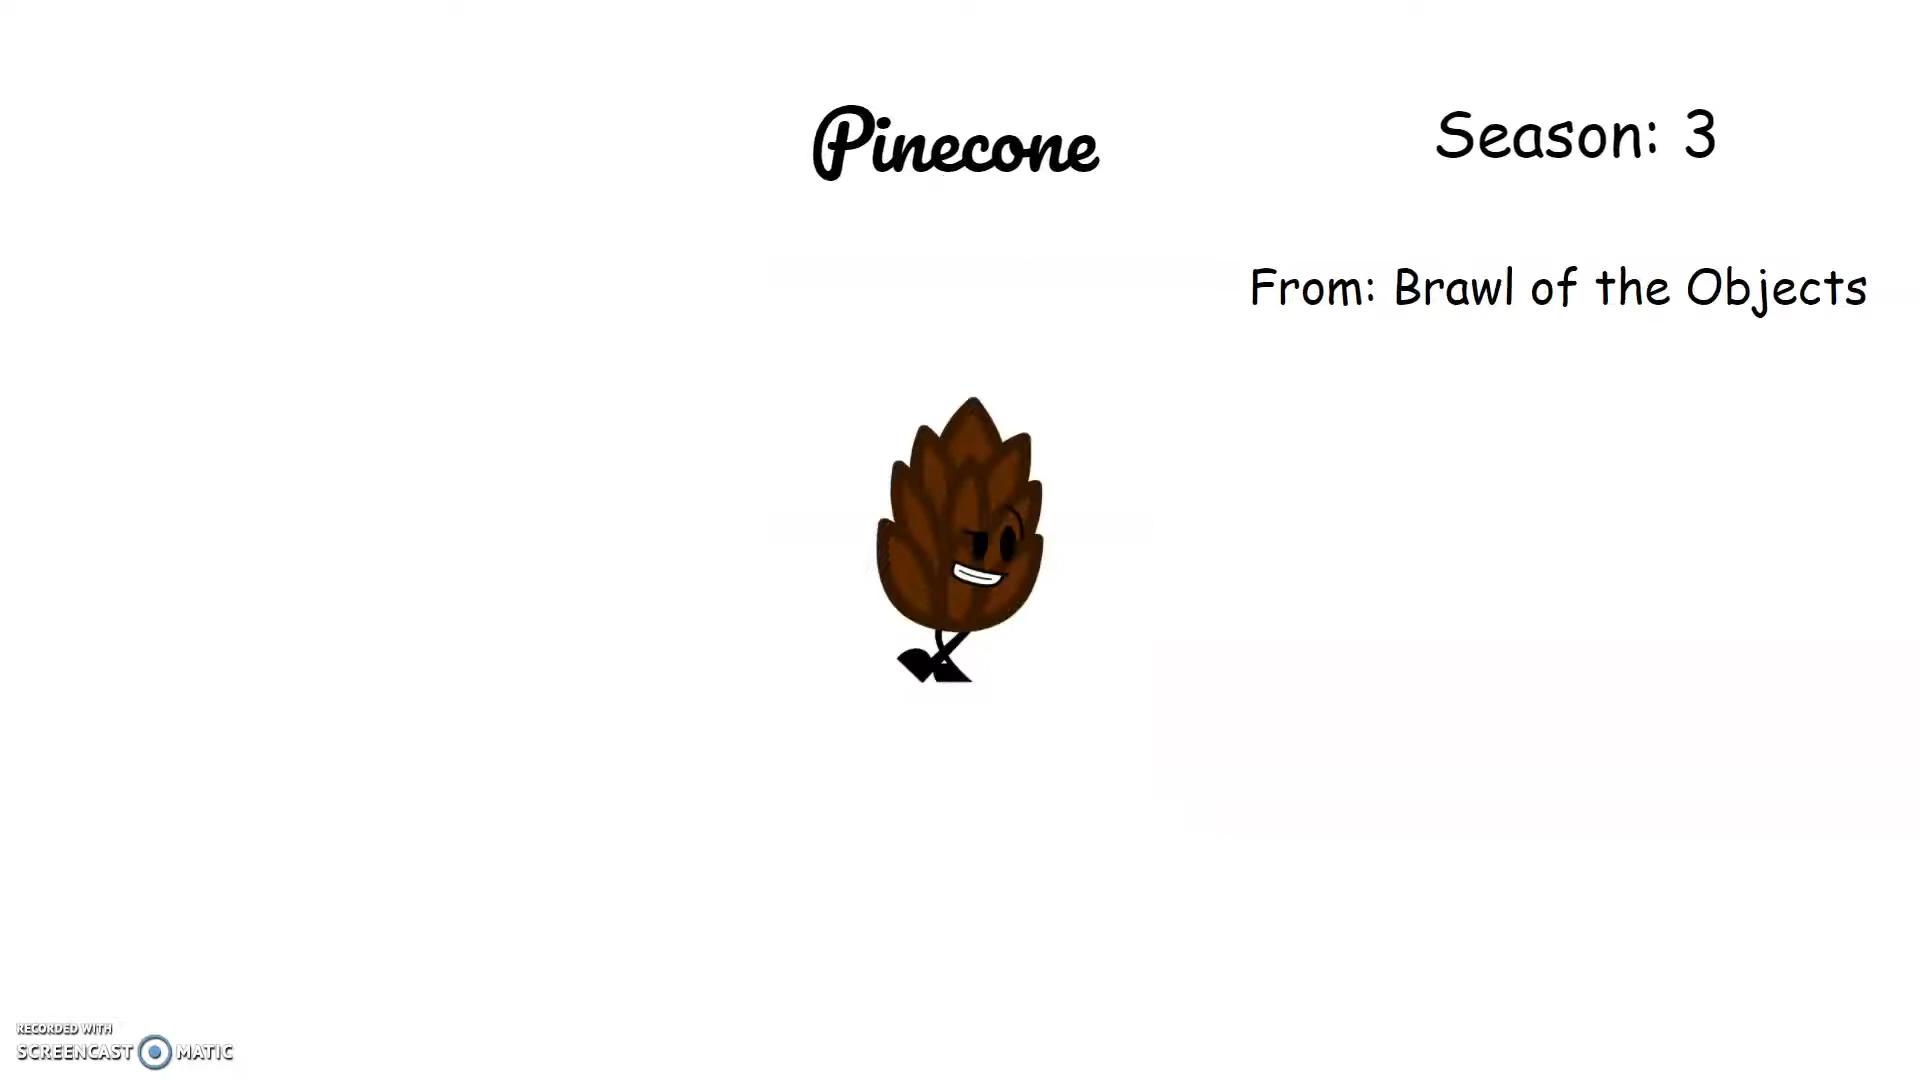 Pinecone
Season: 3
From: Brawl of the Objects
RECORDED WITH
SCREENCAST MATIC